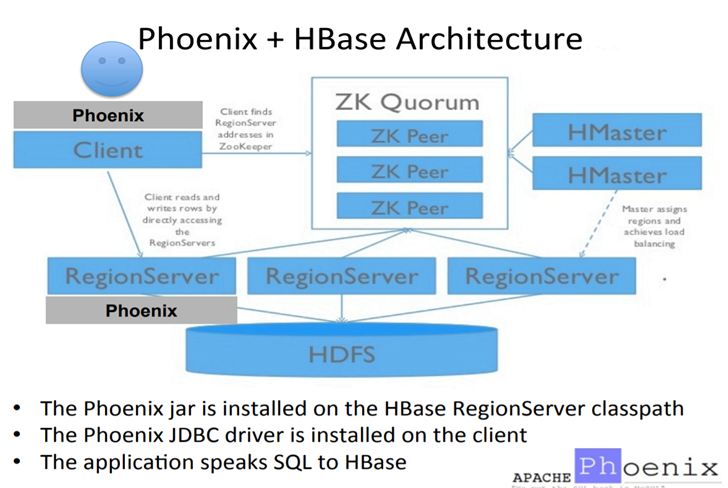 Phoenix + HBase Architecture
Phoenix
Client
Client finds
RegionServer
addresses in
ZooKeeper
ZK Quorum
ZK Peer
ZK Peer
ZK Peer
HMaster
HMaster
Client reads and
writes rows by
directly accessing
the
RegionServers
Master assigns
regions and
achieves load
balancing
RegionServer
RegionServer
RegionServer
Phoenix
HDFS
• The Phoenix jar is installed on the HBase RegionServer classpath
• The Phoenix JDBC driver is installed on the client
• The application speaks SQL to HBase
APACHE Phoenix